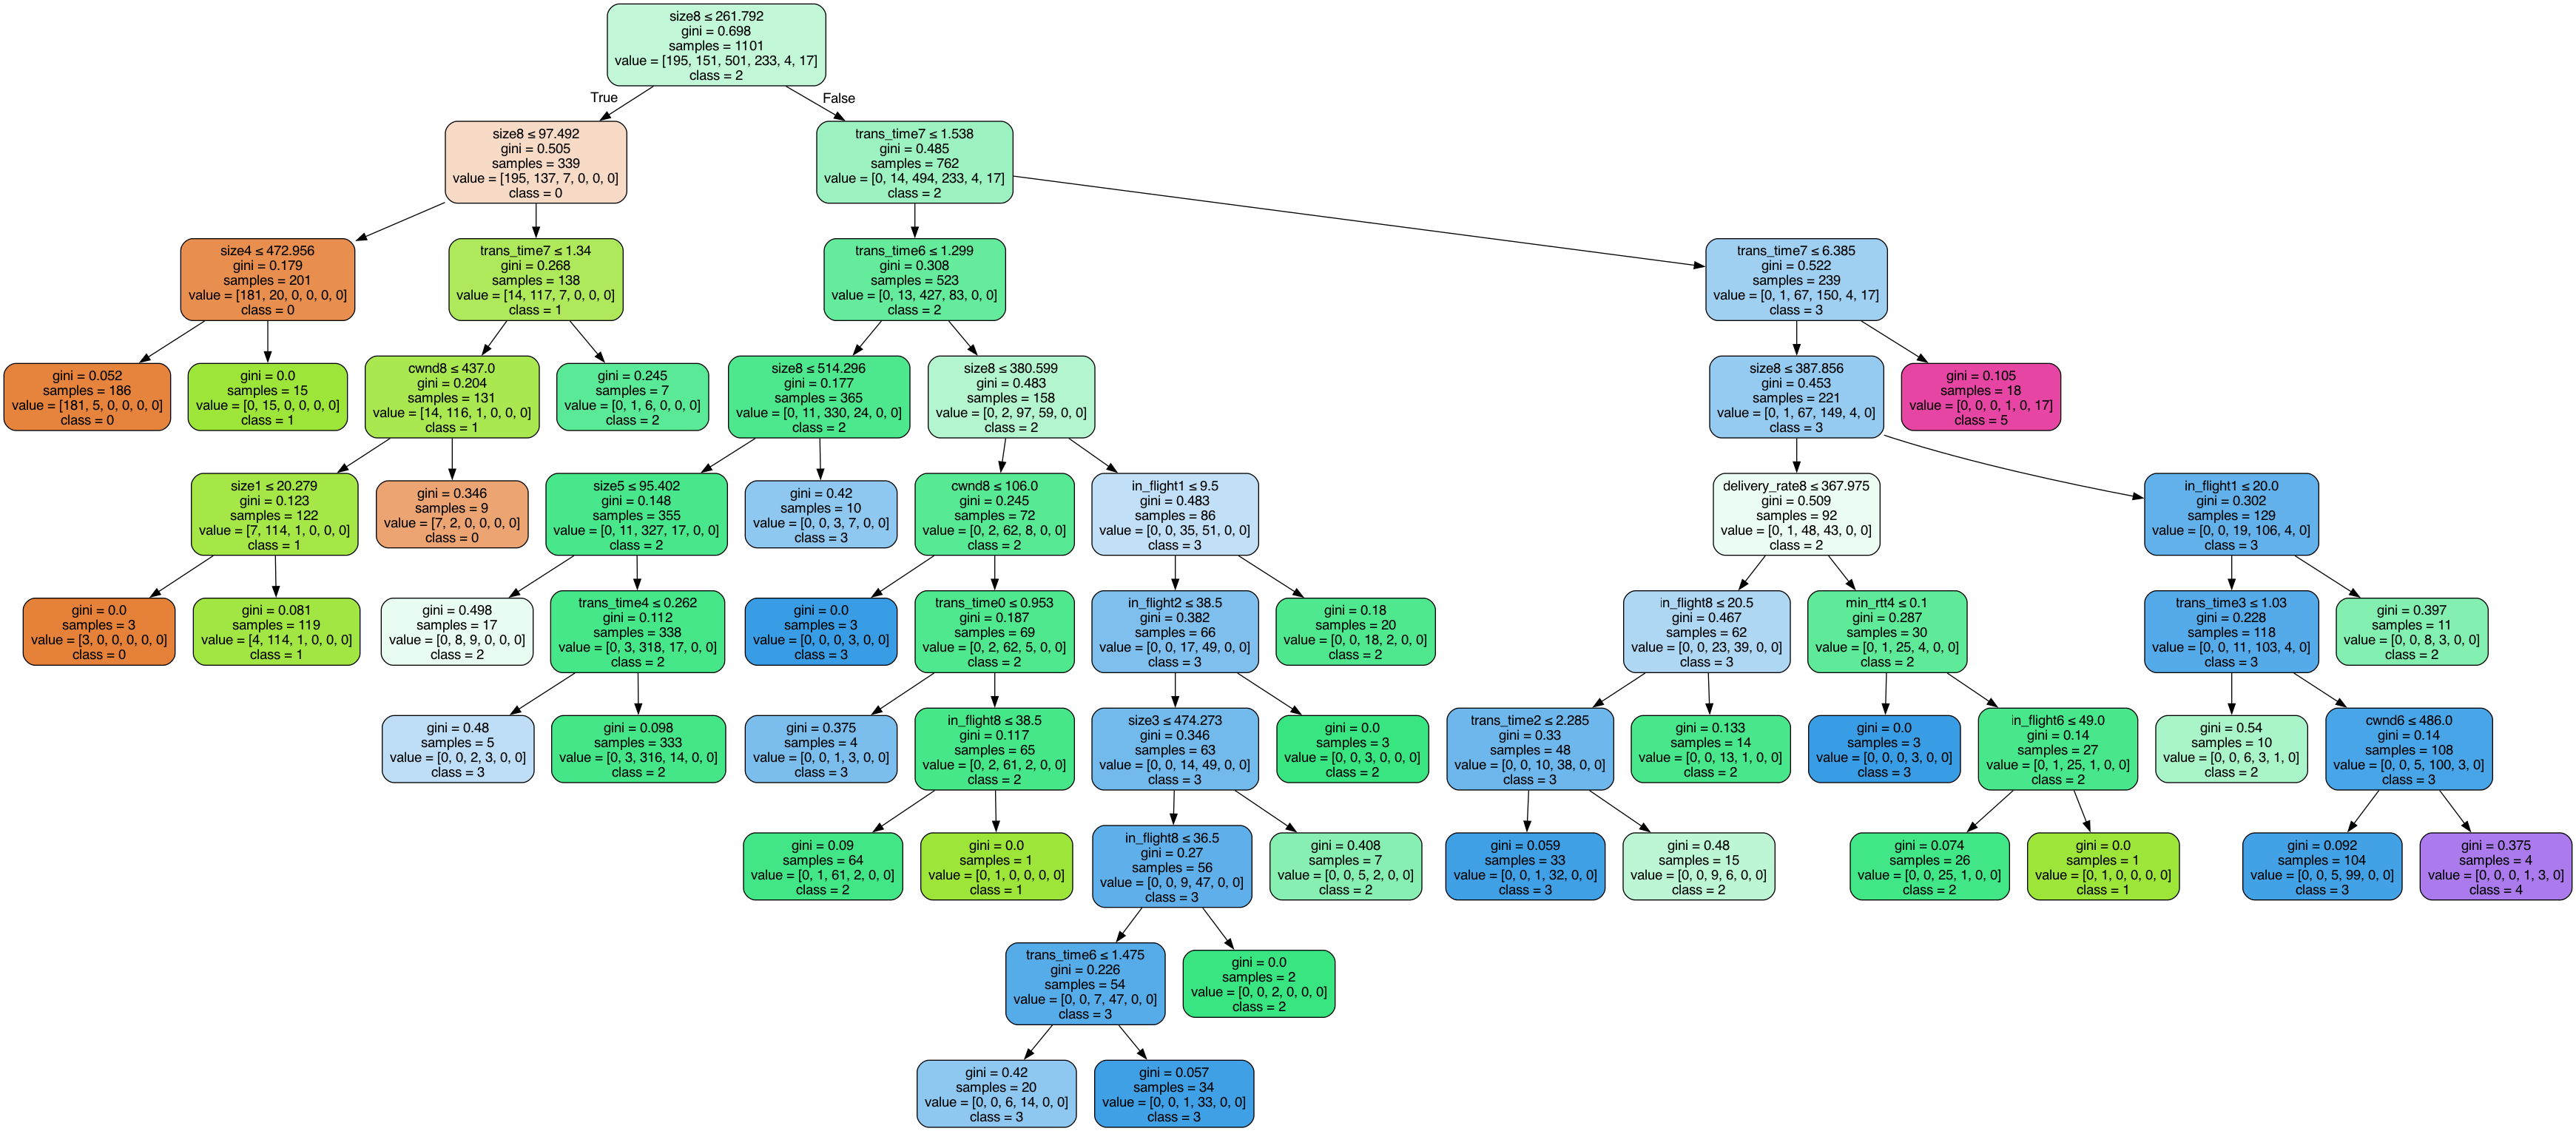 size8 ≤ 261.792
gini = 0.698
samples = 1101
value = [195, 151, 501, 233, 4, 17]
class = 2
True
False
size8 ≤ 97.492
gini = 0.505
samples = 339
value = [195, 137, 7, 0, 0, 0]
class = 0
trans_time7 ≤ 1.538
gini = 0.485
samples = 762
value = [0, 14, 494, 233, 4, 17]
class = 2
size4 ≤ 472.956
gini = 0.179
samples = 201
value = [181, 20, 0, 0, 0, 0]
class = 0
trans_time7 ≤ 1.34
gini = 0.268
samples = 138
value = [14, 117, 7, 0, 0, 0]
class = 1
trans_time6 ≤ 1.299
gini = 0.308
samples = 523
value = [0, 13, 427, 83, 0, 0]
class = 2
trans_time7 ≤ 6.385
gini = 0.522
samples = 239
value = [0, 1, 67, 150, 4, 17]
class = 3
gini = 0.052
samples = 186
value = [181, 5, 0, 0, 0, 0]
class = 0
gini = 0.0
samples = 15
value = [0, 15, 0, 0, 0, 0]
class = 1
cwnd8 ≤ 437.0
gini = 0.204
samples = 131
value = [14, 116, 1, 0, 0, 0]
class = 1
gini = 0.245
samples = 7
value = [0, 1, 6, 0, 0, 0]
class = 2
size8 ≤ 514.296
gini = 0.177
samples = 365
value = [0, 11, 330, 24, 0, 0]
class = 2
size8 ≤ 380.599
gini = 0.483
samples = 158
value = [0, 2, 97, 59, 0, 0]
class = 2
size8 ≤ 387.856
gini = 0.453
samples = 221
value = [0, 1, 67, 149, 4, 0]
class = 3
gini = 0.105
samples = 18
value = [0, 0, 0, 1, 0, 17]
class = 5
size1 ≤ 20.279
gini = 0.123
samples = 122
value = [7, 114, 1, 0, 0, 0]
class = 1
gini = 0.346
samples = 9
value = [7, 2, 0, 0, 0, 0]
class = 0
size5 ≤ 95.402
gini = 0.148
samples = 355
value = [0, 11, 327, 17, 0, 0]
class = 2
gini = 0.42
samples = 10
value = [0, 0, 3, 7, 0, 0]
class = 3
cwnd8 ≤ 106.0
gini = 0.245
samples = 72
value = [0, 2, 62, 8, 0, 0]
class = 2
in_flight1 ≤ 9.5
gini = 0.483
samples = 86
value = [0, 0, 35, 51, 0, 0]
class = 3
delivery_rate8 ≤ 367.975
gini = 0.509
samples = 92
value = [0, 1, 48, 43, 0, 0]
class = 2
in_flight1 ≤ 20.0
gini = 0.302
samples = 129
value = [0, 0, 19, 106, 4, 0]
class = 3
gini = 0.0
samples = 3
value = [3, 0, 0, 0, 0, 0]
class = 0
gini = 0.081
samples = 119
value = [4, 114, 1, 0, 0, 0]
class = 1
gini = 0.498
samples = 17
value = [0, 8, 9, 0, 0, 0]
class = 2
trans_time4 ≤ 0.262
gini = 0.112
samples = 338
value = [0, 3, 318, 17, 0, 0]
class = 2
gini = 0.0
samples = 3
value = [0, 0, 0, 3, 0, 0]
class = 3
trans_time0 ≤ 0.953
gini = 0.187
samples = 69
value = [0, 2, 62, 5, 0, 0]
class = 2
in_flight2 ≤ 38.5
gini = 0.382
samples = 66
value = [0, 0, 17, 49, 0, 0]
class = 3
gini = 0.18
samples = 20
value = [0, 0, 18, 2, 0, 0]
class = 2
in_flight8 ≤ 20.5
gini = 0.467
samples = 62
value = [0, 0, 23, 39, 0, 0]
class = 3
min_rtt4 ≤ 0.1
gini = 0.287
samples = 30
value = [0, 1, 25, 4, 0, 0]
class = 2
trans_time3 ≤ 1.03
gini = 0.228
samples = 118
value = [0, 0, 11, 103, 4, 0]
class = 3
gini = 0.397
samples = 11
value = [0, 0, 8, 3, 0, 0]
class = 2
gini = 0.48
samples = 5
value = [0, 0, 2, 3, 0, 0]
class = 3
gini = 0.098
samples = 333
value = [0, 3, 316, 14, 0, 0]
class = 2
gini = 0.375
samples = 4
value = [0, 0, 1, 3, 0, 0]
class = 3
in_flight8 ≤ 38.5
gini = 0.117
samples = 65
value = [0, 2, 61, 2, 0, 0]
class = 2
size3 ≤ 474.273
gini = 0.346
samples = 63
value = [0, 0, 14, 49, 0, 0]
class = 3
gini = 0.0
samples = 3
value = [0, 0, 3, 0, 0, 0]
class = 2
trans_time2 ≤ 2.285
gini = 0.33
samples = 48
value = [0, 0, 10, 38, 0, 0]
class = 3
gini = 0.133
samples = 14
value = [0, 0, 13, 1, 0, 0]
class = 2
gini = 0.0
samples = 3
value = [0, 0, 0, 3, 0, 0]
class = 3
in_flight6 ≤ 49.0
gini = 0.14
samples = 27
value = [0, 1, 25, 1, 0, 0]
class = 2
gini = 0.54
samples = 10
value = [0, 0, 6, 3, 1, 0]
class = 2
cwnd6 ≤ 486.0
gini = 0.14
samples = 108
value = [0, 0, 5, 100, 3, 0]
class = 3
gini = 0.09
samples = 64
value = [0, 1, 61, 2, 0, 0]
class = 2
gini = 0.0
samples = 1
value = [0, 1, 0, 0, 0, 0]
class = 1
in_flight8 ≤ 36.5
gini = 0.27
samples = 56
value = [0, 0, 9, 47, 0, 0]
class = 3
gini = 0.408
samples = 7
value = [0, 0, 5, 2, 0, 0]
class = 2
gini = 0.059
samples = 33
value = [0, 0, 1, 32, 0, 0]
class = 3
gini = 0.48
samples = 15
value = [0, 0, 9, 6, 0, 0]
class = 2
gini = 0.074
samples = 26
value = [0, 0, 25, 1, 0, 0]
class = 2
gini = 0.0
samples = 1
value = [0, 1, 0, 0, 0, 0]
class = 1
gini = 0.092
samples = 104
value = [0, 0, 5, 99, 0, 0]
class = 3
gini = 0.375
samples = 4
value = [0, 0, 0, 1, 3, 0]
class = 4
trans_time6 ≤ 1.475
gini = 0.226
samples = 54
value = [0, 0, 7, 47, 0, 0]
class = 3
gini = 0.0
samples = 2
value = [0, 0, 2, 0, 0, 0]
class = 2
gini = 0.42
samples = 20
value = [0, 0, 6, 14, 0, 0]
class = 3
gini = 0.057
samples = 34
value = [0, 0, 1, 33, 0, 0]
class = 3